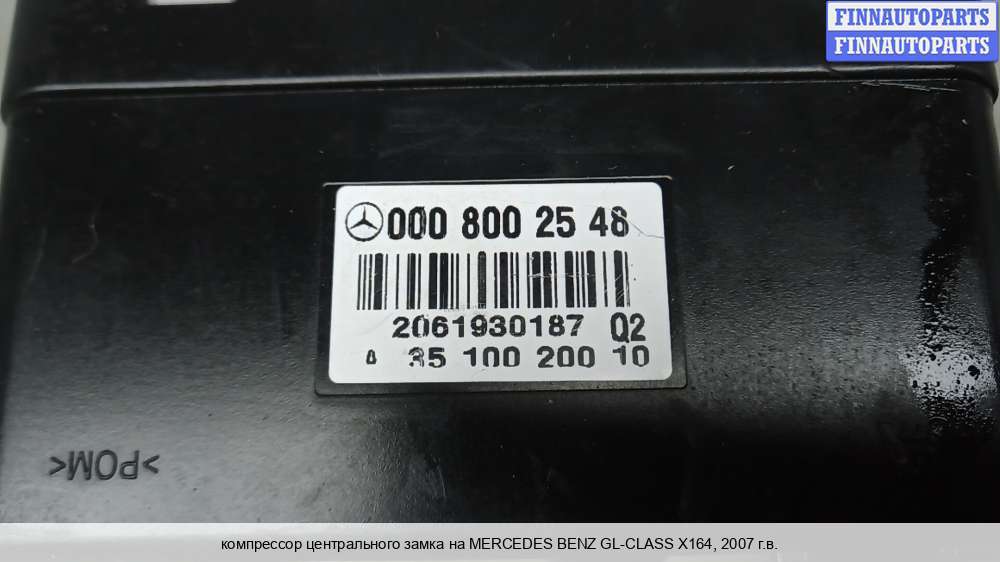 FINNAUTOPARTS
FINNAUTOPARTS
000 800 25 48
2061930187 Q2
35 100 200 10
>POM<
компрессор центрального замка на MERCEDES BENZ GL-CLASS X164, 2007 г.в.